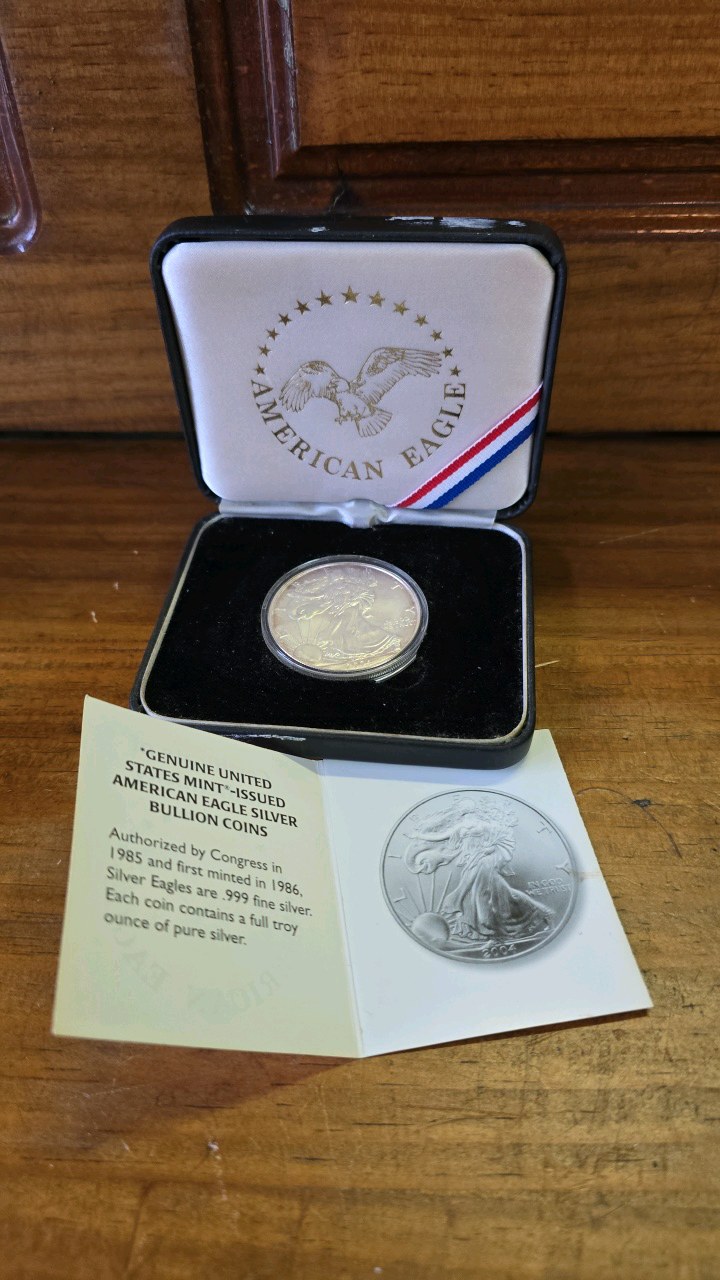 AMERICAN EAGLE
*GENUINE UNITED
STATES MINT®-ISSUED
AMERICAN EAGLE SILVER
BULLION COINS
Authorized by Congress in
1985 and first minted in 1986,
Silver Eagles are .999 fine silver.
Each coin contains a full troy
ounce of pure silver.
LIBERTY
IN GOD
WE TRUST
2004